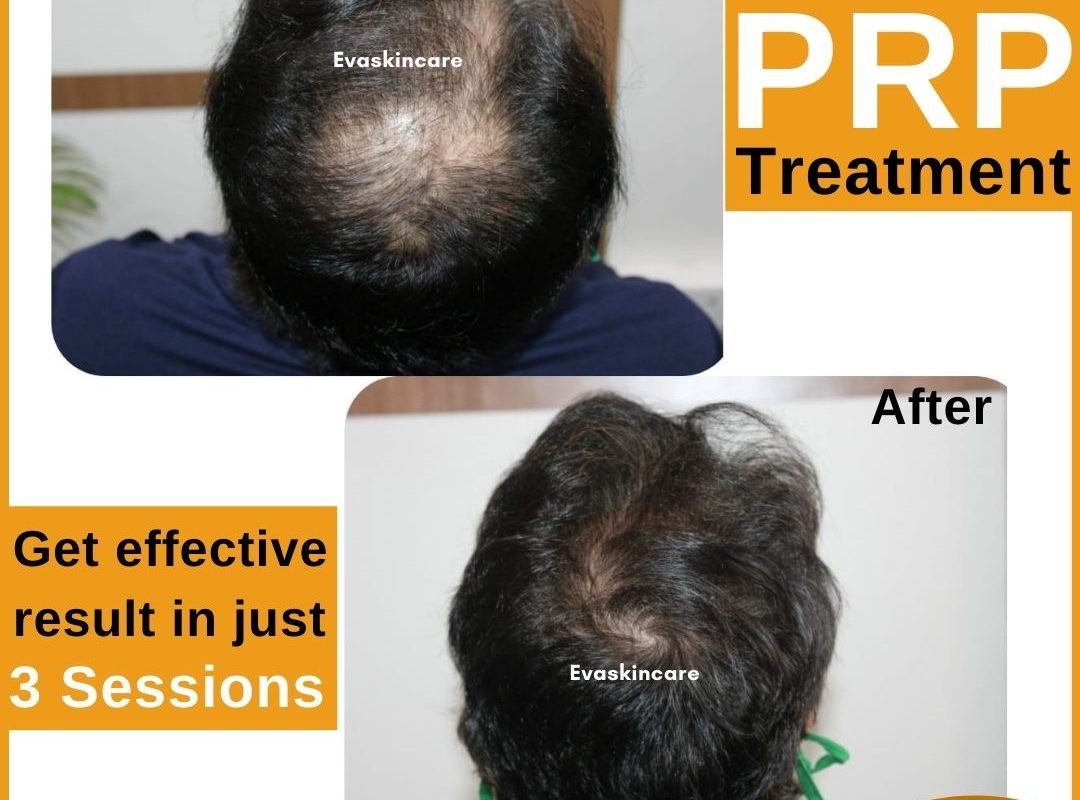 Evaskincare
PRP
Treatment
After
Get effective
result in just
3 Sessions
Evaskincare